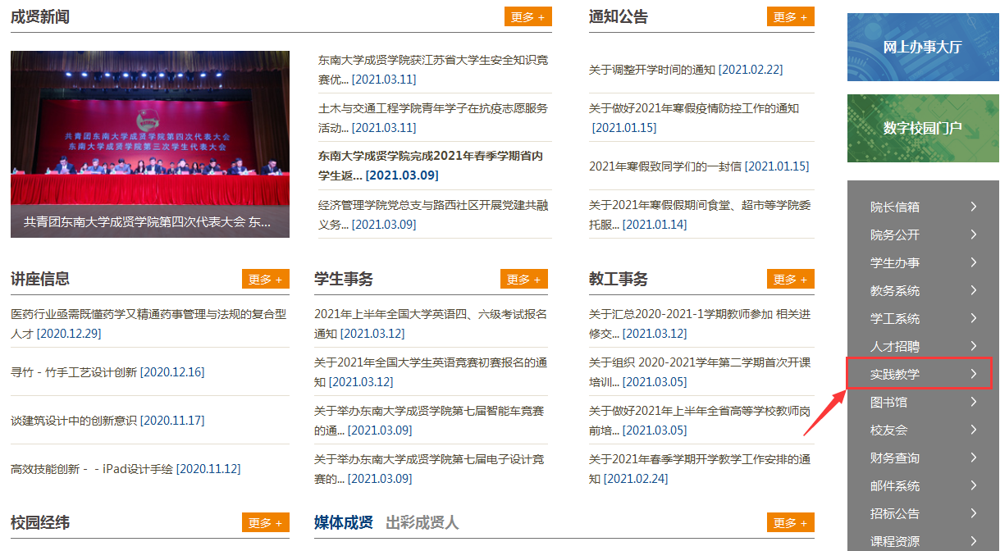 成贤新闻
更多 +
共青团东南大学成贤学院第四次代表大会
东南大学成贤学院第三次学生代表大会
共青团东南大学成贤学院第四次代表大会 东...
东南大学成贤学院获江苏省大学生安全知识竞
赛优... [2021.03.11]
土木与交通工程学院青年学子在抗疫志愿服务
活动... [2021.03.11]
东南大学成贤学院完成2021年春季学期省内
学生返... [2021.03.09]
经济管理学院党总支与路西社区开展党建共融
义务... [2021.03.09]
通知公告
更多 +
关于调整开学时间的通知 [2021.02.22]
关于做好2021年寒假疫情防控工作的通知
[2021.01.15]
2021年寒假致同学们的一封信 [2021.01.15]
关于2021年寒假假期间食堂、超市等学院委
托服... [2021.01.14]
讲座信息
更多 +
医药行业亟需既懂药学又精通药事管理与法规的复合型
人才 [2020.12.29]
寻竹 - 竹手工艺设计创新 [2020.12.16]
谈建筑设计中的创新意识 [2020.11.17]
高效技能创新 - - iPad设计手绘 [2020.11.12]
学生事务
更多 +
2021年上半年全国大学英语四、六级考试报名
通知 [2021.03.12]
关于2021年全国大学生英语竞赛初赛报名的通
知 [2021.03.12]
关于举办东南大学成贤学院第七届智能车竞赛
的通... [2021.03.09]
关于举办东南大学成贤学院第七届电子设计竞
赛的... [2021.03.09]
教工事务
更多 +
关于汇总2020-2021-1学期教师参加 相关进
修交... [2021.03.12]
关于组织 2020-2021学年第二学期首次开课
培训... [2021.03.05]
关于做好2021年上半年全省高等学校教师岗
前培... [2021.03.05]
关于2021年春季学期开学教学工作安排的通
知 [2021.02.24]
校园经纬
更多 +
媒体成贤 出彩成贤人
更多 +
网上办事大厅
数字校园门户
院长信箱
院务公开
学生办事
教务系统
学工系统
人才招聘
实践教学
图书馆
校友会
财务查询
邮件系统
招标公告
课程资源